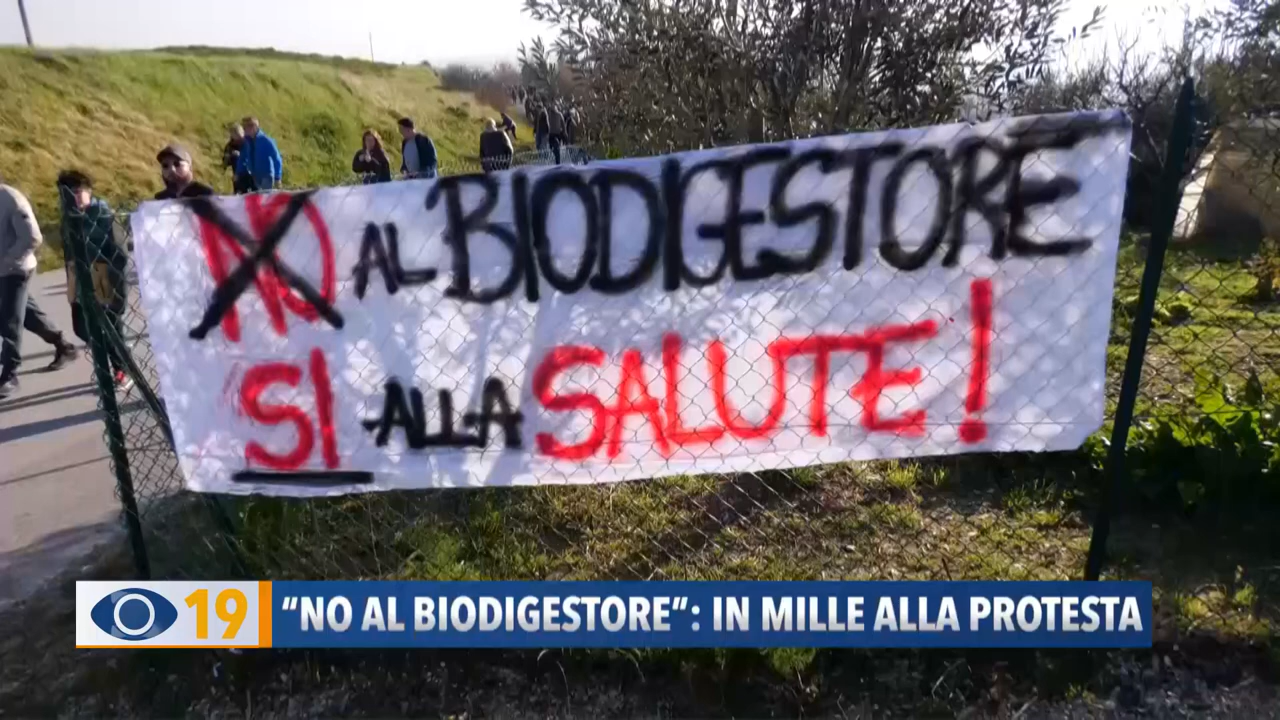 NO AL BIODIGESTORE
SI ALLA SALUTE!
19 "NO AL BIODIGESTORE": IN MILLE ALLA PROTESTA